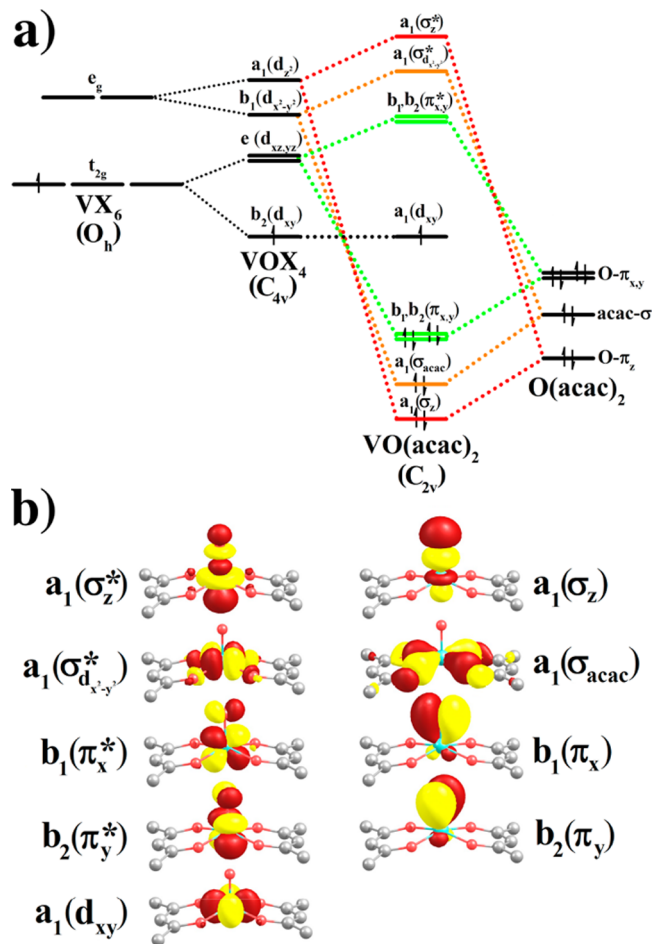 a)
a₁(σz*)
a₁(dz²)
a₁(σ*dx²-y²)
eg
b₁(dx²-y²)
b₁,b₂(π*x,y)
e (dxz,yz)
t₂g
VX₆
(Oh)
b₂(dxy)
a₁(dxy)
VOX₄
(C₄v)
O-πx,y
b₁,b₂(πx,y)
acac-σ
a₁(σacac)
O-πz
O(acac)₂
a₁(σz)
VO(acac)₂
(C₂v)
b)
a₁(σz*)
a₁(σz)
a₁(σ*dx²-y²)
a₁(σacac)
b₁(πx*)
b₁(πx)
b₂(πy*)
b₂(πy)
a₁(dxy)